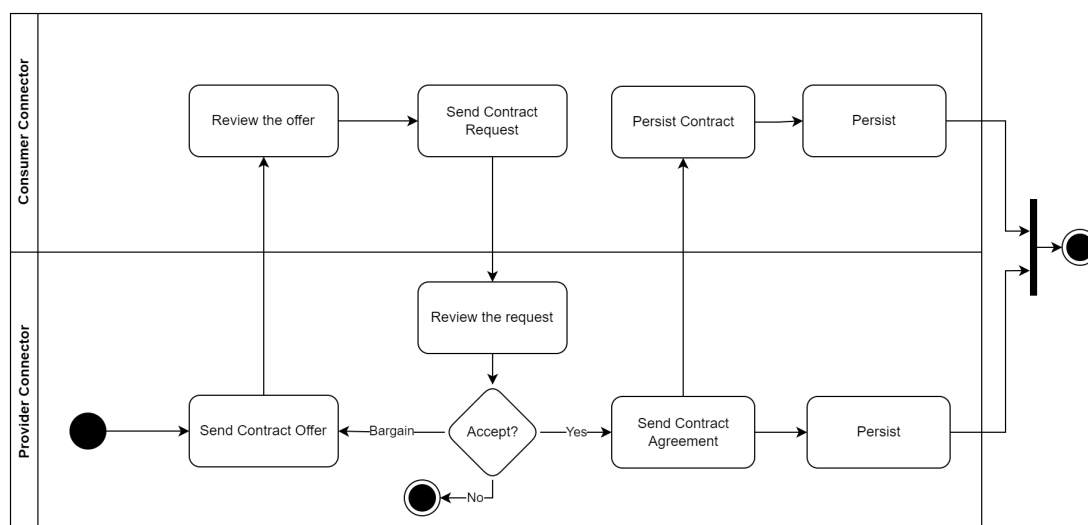 Consumer Connector
Review the offer
Send Contract
Request
Persist Contract
Persist
Provider Connector
Review the request
Send Contract Offer
Bargain
Accept?
Yes
Send Contract
Agreement
Persist
No